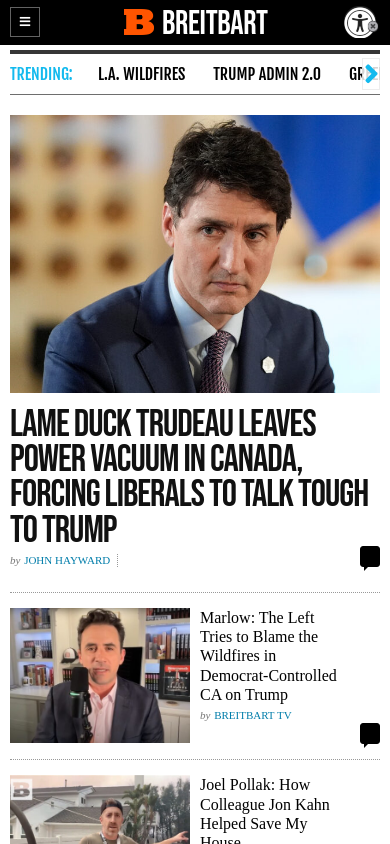 BREITBART
TRENDING: L.A. WILDFIRES TRUMP ADMIN 2.0
LAME DUCK TRUDEAU LEAVES
POWER VACUUM IN CANADA,
FORCING LIBERALS TO TALK TOUGH
TO TRUMP
by JOHN HAYWARD
Marlow: The Left
Tries to Blame the
Wildfires in
Democrat-Controlled
CA on Trump
by BREITBART TV
Joel Pollak: How
Colleague Jon Kahn
Helped Save My
House